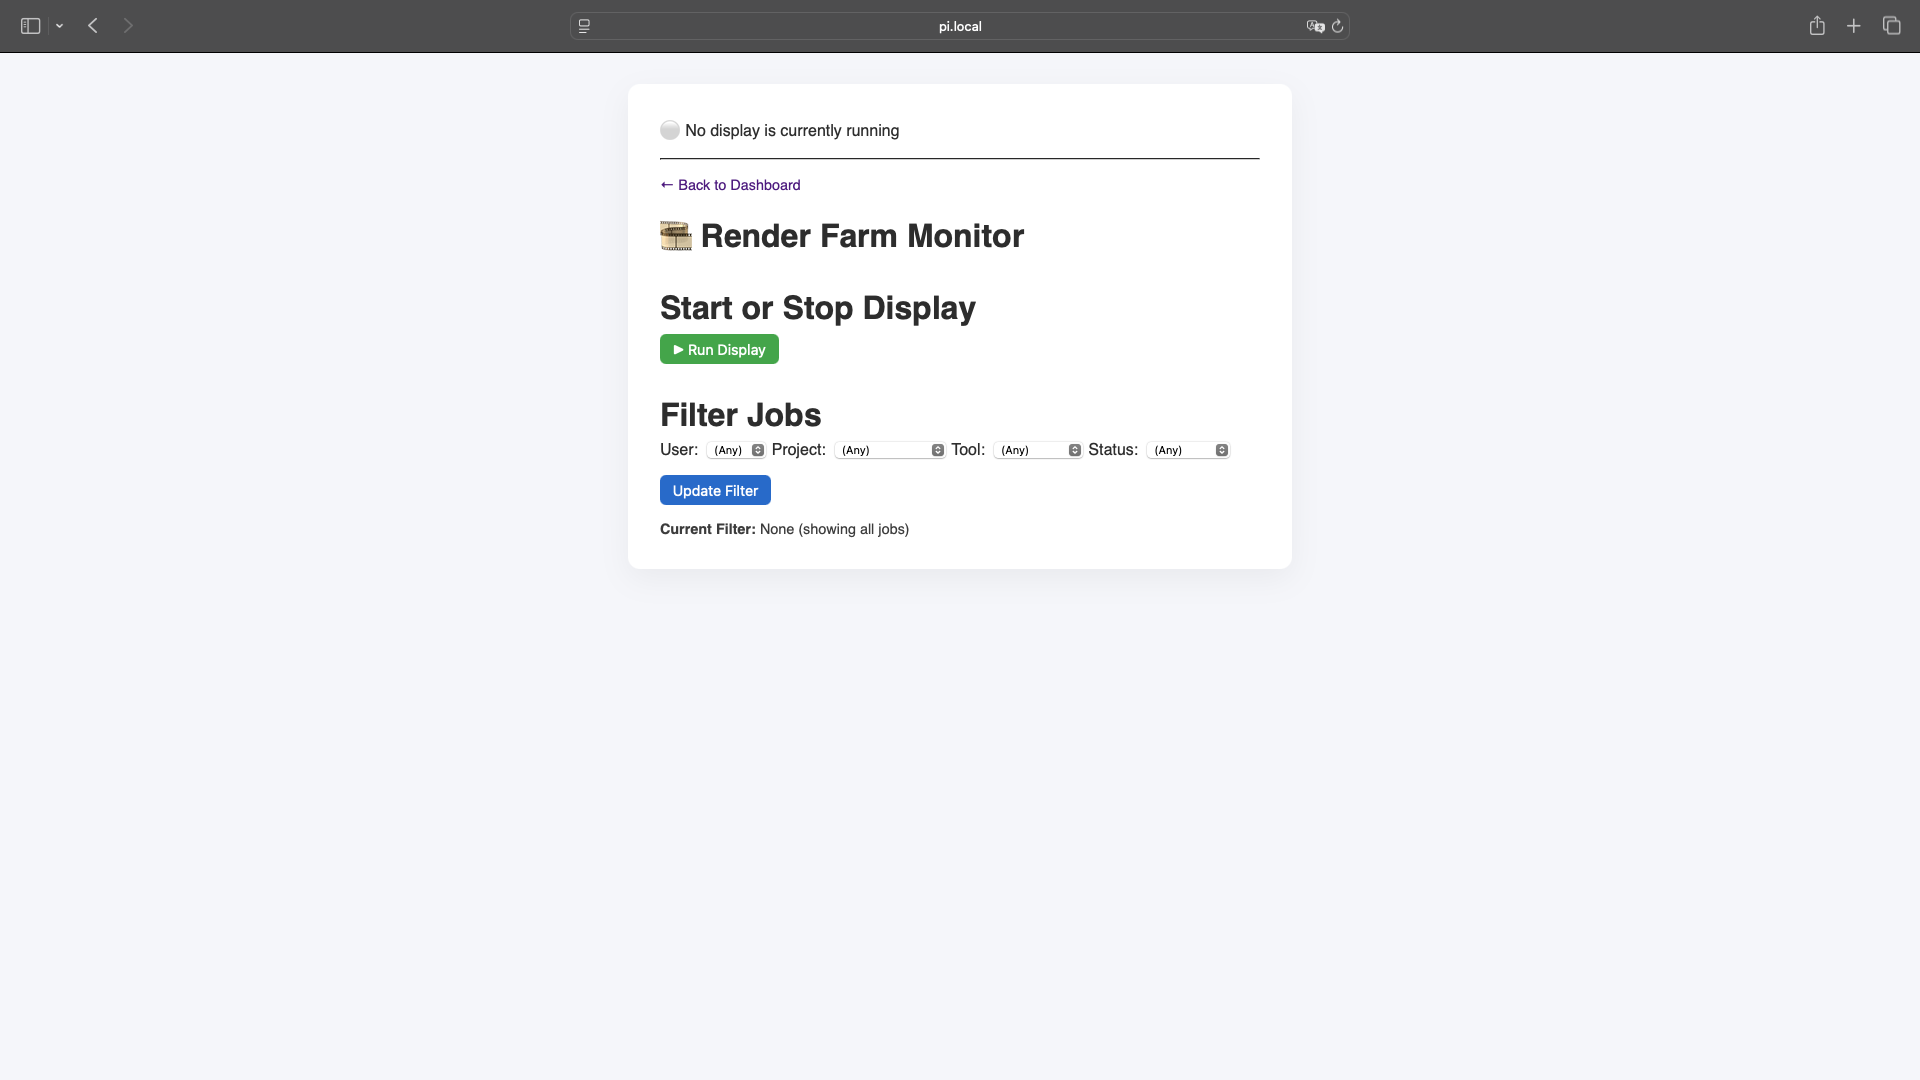 pi.local
No display is currently running
← Back to Dashboard
Render Farm Monitor
Start or Stop Display
▶ Run Display
Filter Jobs
User: (Any) Project: (Any) Tool: (Any) Status: (Any)
Update Filter
Current Filter: None (showing all jobs)